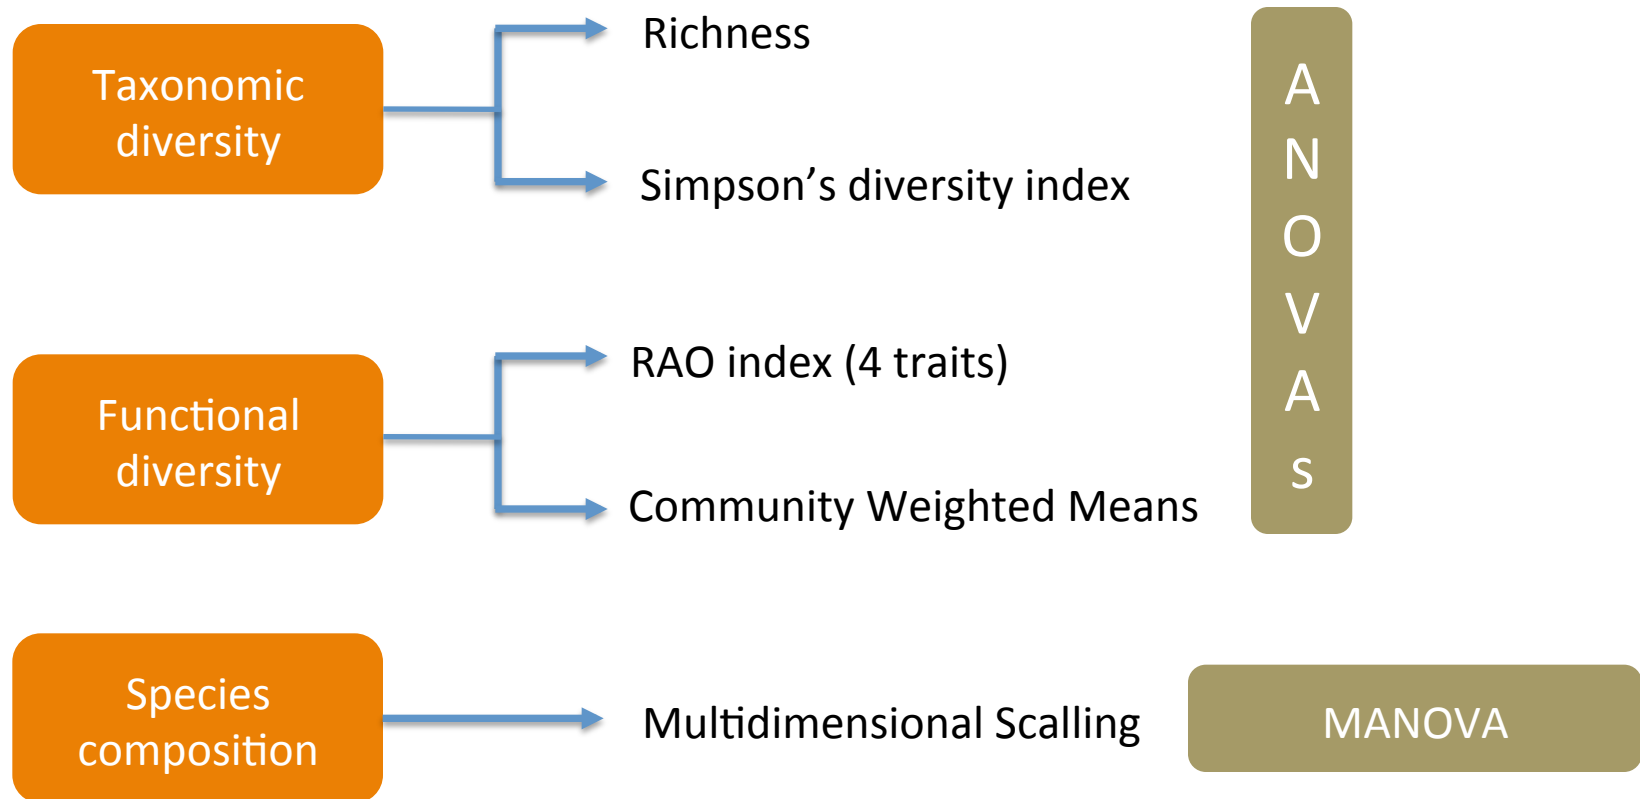 Taxonomic
diversity
Richness
Simpson’s diversity index
Functional
diversity
RAO index (4 traits)
Community Weighted Means
A
N
O
V
A
s
Species
composition
Multidimensional Scalling
MANOVA